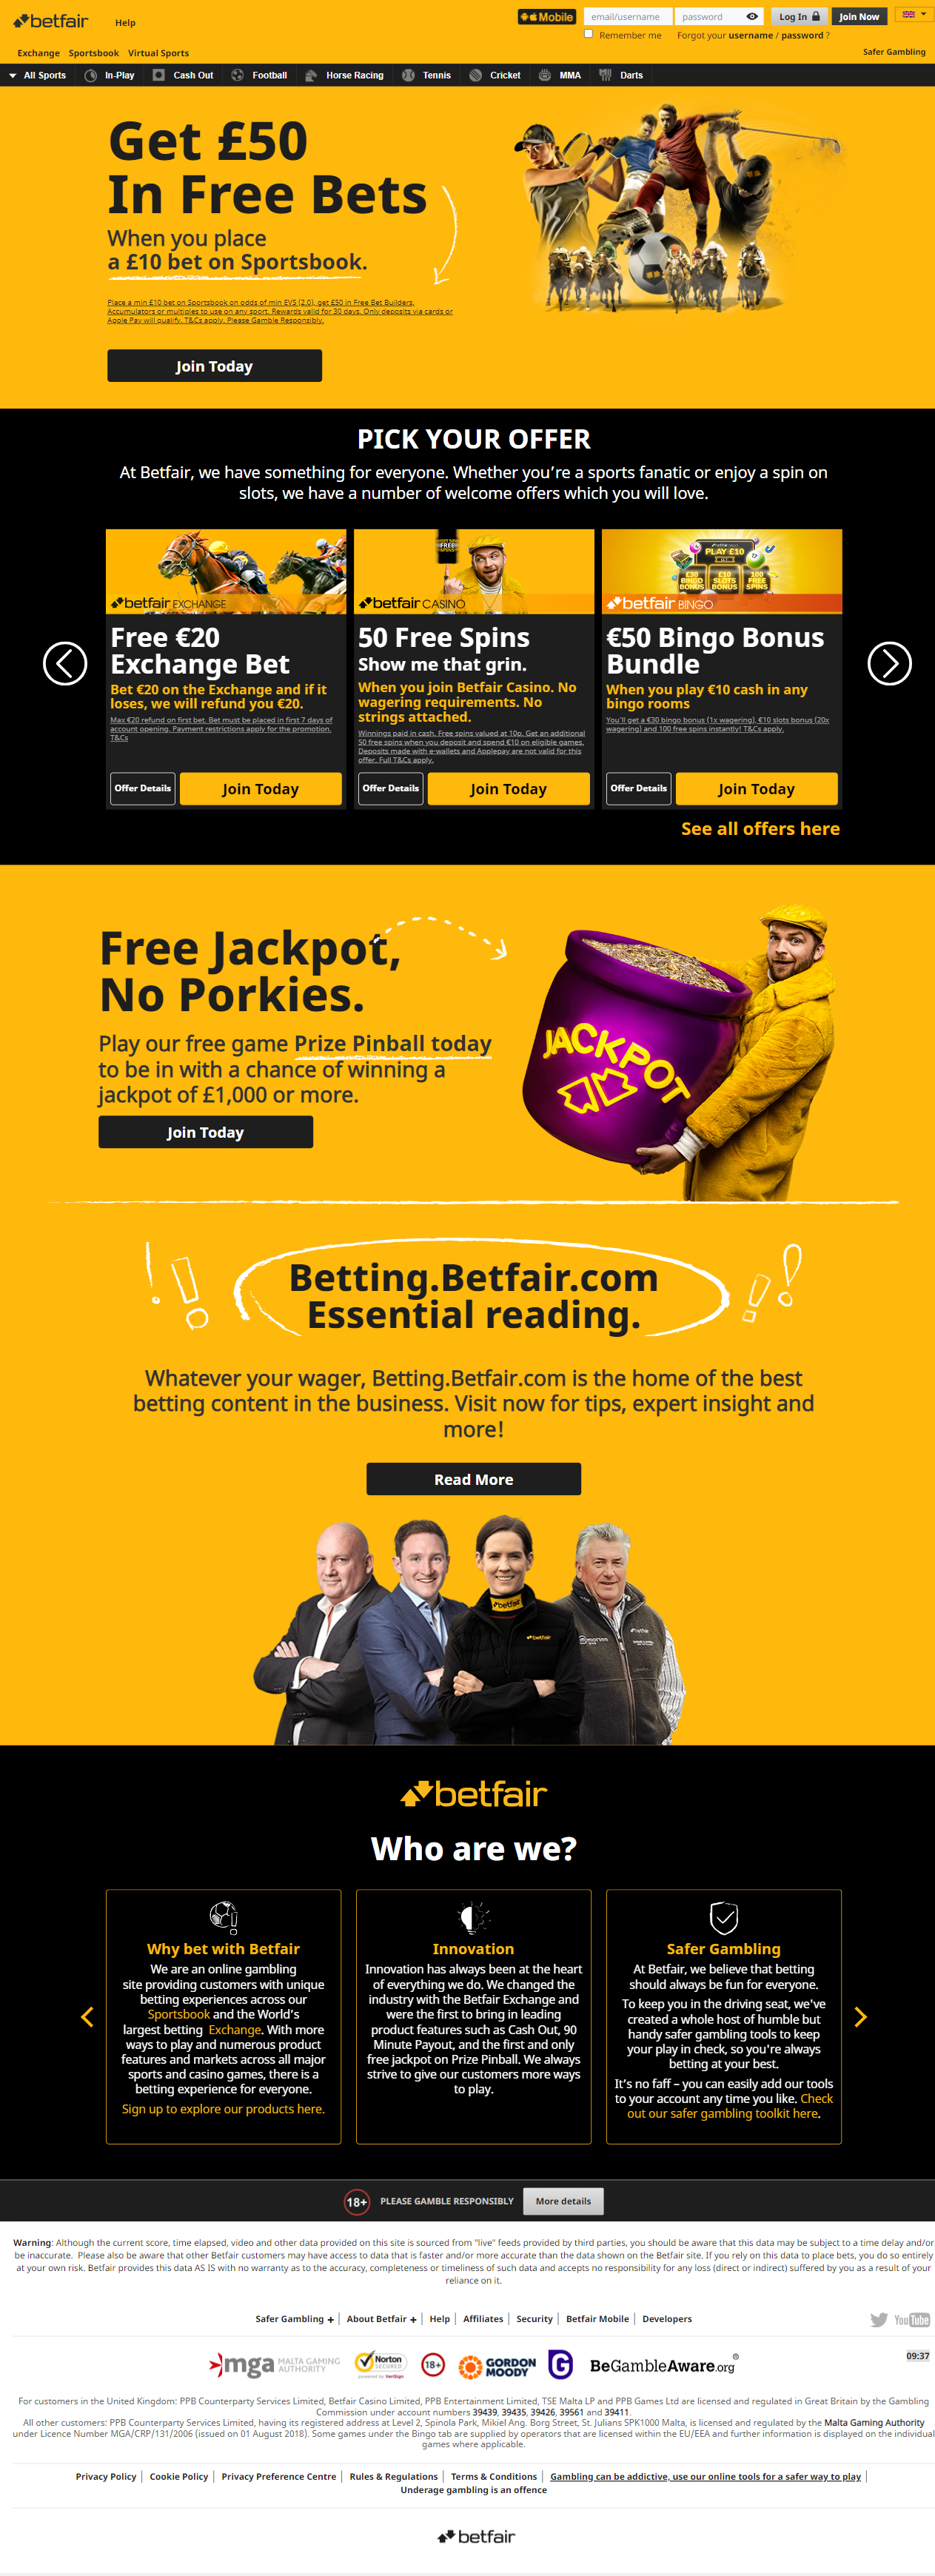 betfair
Help
Mobile
email/username
password
Log In
Join Now
Remember me
Forgot your username / password ?
Exchange
Sportsbook
Virtual Sports
Safer Gambling
All Sports
In-Play
Cash Out
Football
Horse Racing
Tennis
Cricket
MMA
Darts
Get £50
In Free Bets
When you place
a £10 bet on Sportsbook.
Place a min £10 bet on Sportsbook on odds of min EVS (2.0), get £50 in Free Bet Builders,
Accumulators or multiples to use on any sport. Rewards valid for 30 days. Only deposits via cards or
Apple Pay will qualify. T&Cs apply. Please Gamble Responsibly.
Join Today
PICK YOUR OFFER
At Betfair, we have something for everyone. Whether you're a sports fanatic or enjoy a spin on
slots, we have a number of welcome offers which you will love.
betfair EXCHANGE
Free €20
Exchange Bet
Bet €20 on the Exchange and if it
loses, we will refund you €20.
Max €20 refund on first bet. Bet must be placed in first 7 days of
account opening. Payment restrictions apply for the promotion.
T&Cs
Offer Details
Join Today
FREE
betfair CASINO
50 Free Spins
Show me that grin.
When you join Betfair Casino. No
wagering requirements. No
strings attached.
Winnings paid in cash. Free spins valued at 10p. Get an additional
50 free spins when you deposit and spend €10 on eligible games.
Deposits made with e-wallets and Applepay are not valid for this
offer. Full T&Cs apply.
Offer Details
Join Today
PLAY £10
£30 BINGO BONUS
£10 SLOTS BONUS
100 FREE SPINS
betfair BINGO
€50 Bingo Bonus
Bundle
When you play €10 cash in any
bingo rooms
You'll get a €30 bingo bonus (1x wagering), €10 slots bonus (20x
wagering) and 100 free spins instantly! T&Cs apply.
Offer Details
Join Today
See all offers here
Free Jackpot,
No Porkies.
Play our free game Prize Pinball today
to be in with a chance of winning a
jackpot of £1,000 or more.
Join Today
JACKPOT
Betting.Betfair.com
Essential reading.
Whatever your wager, Betting.Betfair.com is the home of the best
betting content in the business. Visit now for tips, expert insight and
more!
Read More
betfair
betfair
betfair
betfair
Who are we?
Why bet with Betfair
We are an online gambling
site providing customers with unique
betting experiences across our
Sportsbook and the World's
largest betting Exchange. With more
ways to play and numerous product
features and markets across all major
sports and casino games, there is a
betting experience for everyone.
Sign up to explore our products here.
Innovation
Innovation has always been at the heart
of everything we do. We changed the
industry with the Betfair Exchange and
were the first to bring in leading
product features such as Cash Out, 90
Minute Payout, and the first and only
free jackpot on Prize Pinball. We always
strive to give our customers more ways
to play.
Safer Gambling
At Betfair, we believe that betting
should always be fun for everyone.
To keep you in the driving seat, we've
created a whole host of humble but
handy safer gambling tools to keep
your play in check, so you're always
betting at your best.
It's no faff – you can easily add our tools
to your account any time you like. Check
out our safer gambling toolkit here.
18+
PLEASE GAMBLE RESPONSIBLY
More details
Warning: Although the current score, time elapsed, video and other data provided on this site is sourced from "live" feeds provided by third parties, you should be aware that this data may be subject to a time delay and/or
be inaccurate. Please also be aware that other Betfair customers may have access to data that is faster and/or more accurate than the data shown on the Betfair site. If you rely on this data to place bets, you do so entirely
at your own risk. Betfair provides this data AS IS with no warranty as to the accuracy, completeness or timeliness of such data and accepts no responsibility for any loss (direct or indirect) suffered by you as a result of your
reliance on it.
Safer Gambling +
About Betfair +
Help
Affiliates
Security
Betfair Mobile
Developers
YouTube
mga MALTA GAMING AUTHORITY
Norton SECURED powered by VeriSign
18+
GORDON MOODY
G
BeGambleAware.org®
09:37
For customers in the United Kingdom: PPB Counterparty Services Limited, Betfair Casino Limited, PPB Entertainment Limited, TSE Malta LP and PPB Games Ltd are licensed and regulated in Great Britain by the Gambling
Commission under account numbers 39439, 39435, 39426, 39561 and 39411.
All other customers: PPB Counterparty Services Limited, having its registered address at Level 2, Spinola Park, Mikiel Ang. Borg Street, St. Julians SPK1000 Malta, is licensed and regulated by the Malta Gaming Authority
under Licence Number MGA/CRP/131/2006 (issued on 01 August 2018). Some games under the Bingo tab are supplied by operators that are licensed within the EU/EEA and further information is displayed on the individual
games where applicable.
Privacy Policy
Cookie Policy
Privacy Preference Centre
Rules & Regulations
Terms & Conditions
Gambling can be addictive, use our online tools for a safer way to play
Underage gambling is an offence
betfair